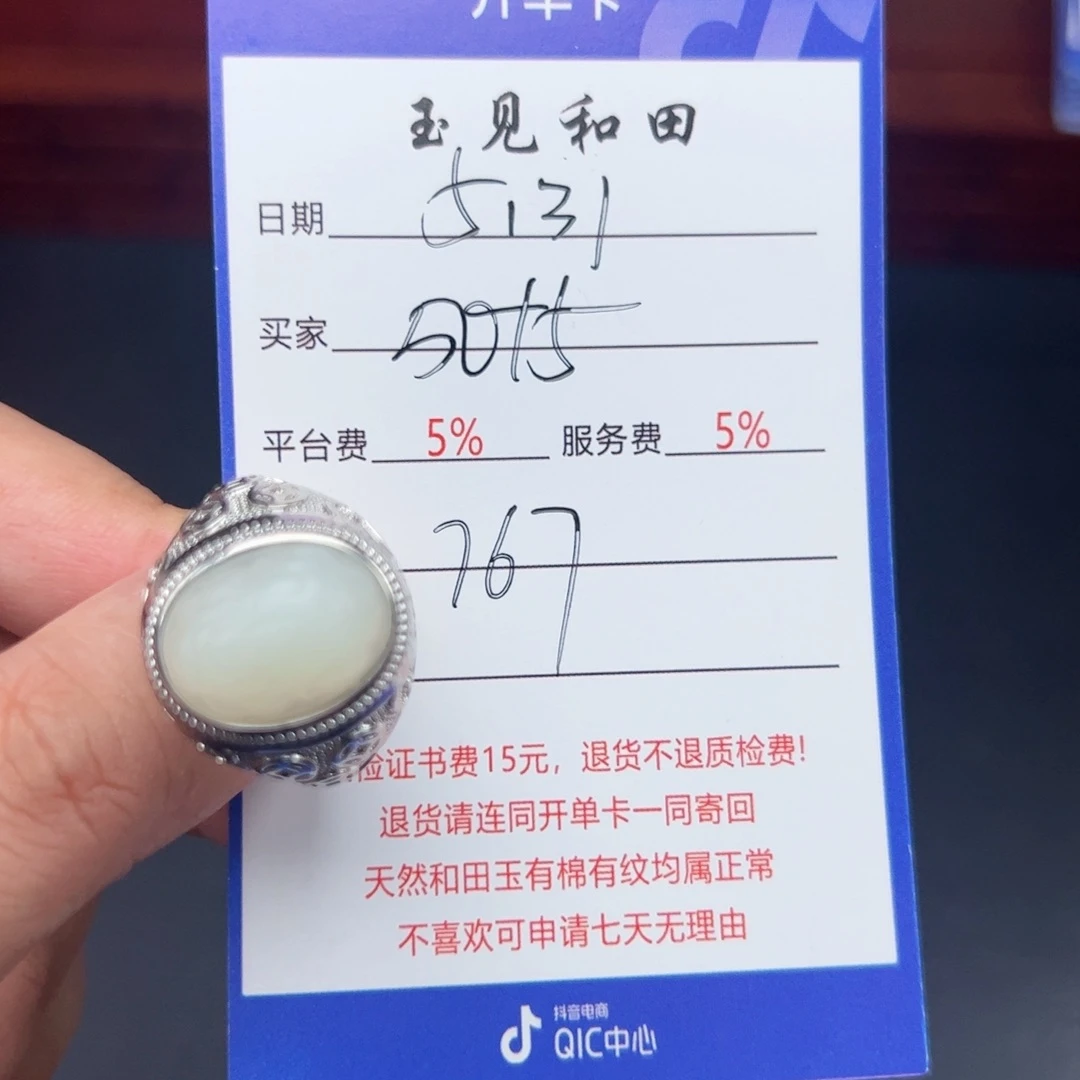 开单卡
玉见和田
日期 5131
买家
平台费 5% 服务费 5%
767
检证书费15元，退货不退质检费!
退货请连同开单卡一同寄回
天然和田玉有棉有纹均属正常
不喜欢可申请七天无理由
抖音电商
QIC中心